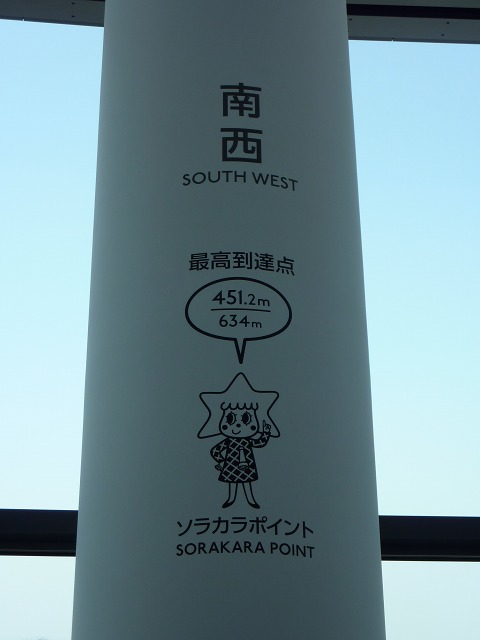 南
西
SOUTH WEST
最高到達点
451.2m
634m
ソラカラポイント
SORAKARA POINT